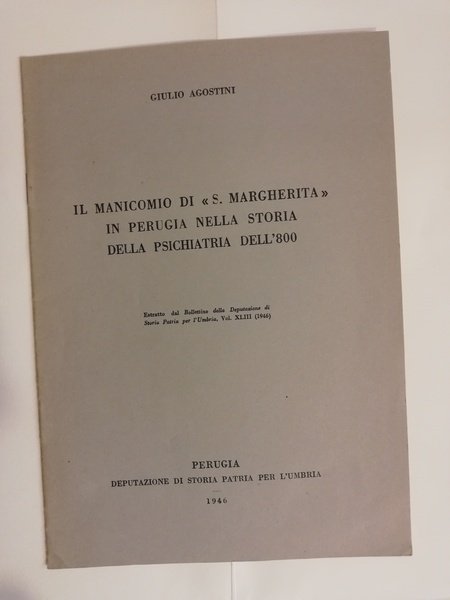 GIULIO AGOSTINI
IL MANICOMIO DI « S. MARGHERITA »
IN PERUGIA NELLA STORIA
DELLA PSICHIATRIA DELL'800
Estratto dal Bollettino della Deputazione di
Storia Patria per l'Umbria, Vol. XLIII (1946)
PERUGIA
DEPUTAZIONE DI STORIA PATRIA PER L'UMBRIA
—
1946